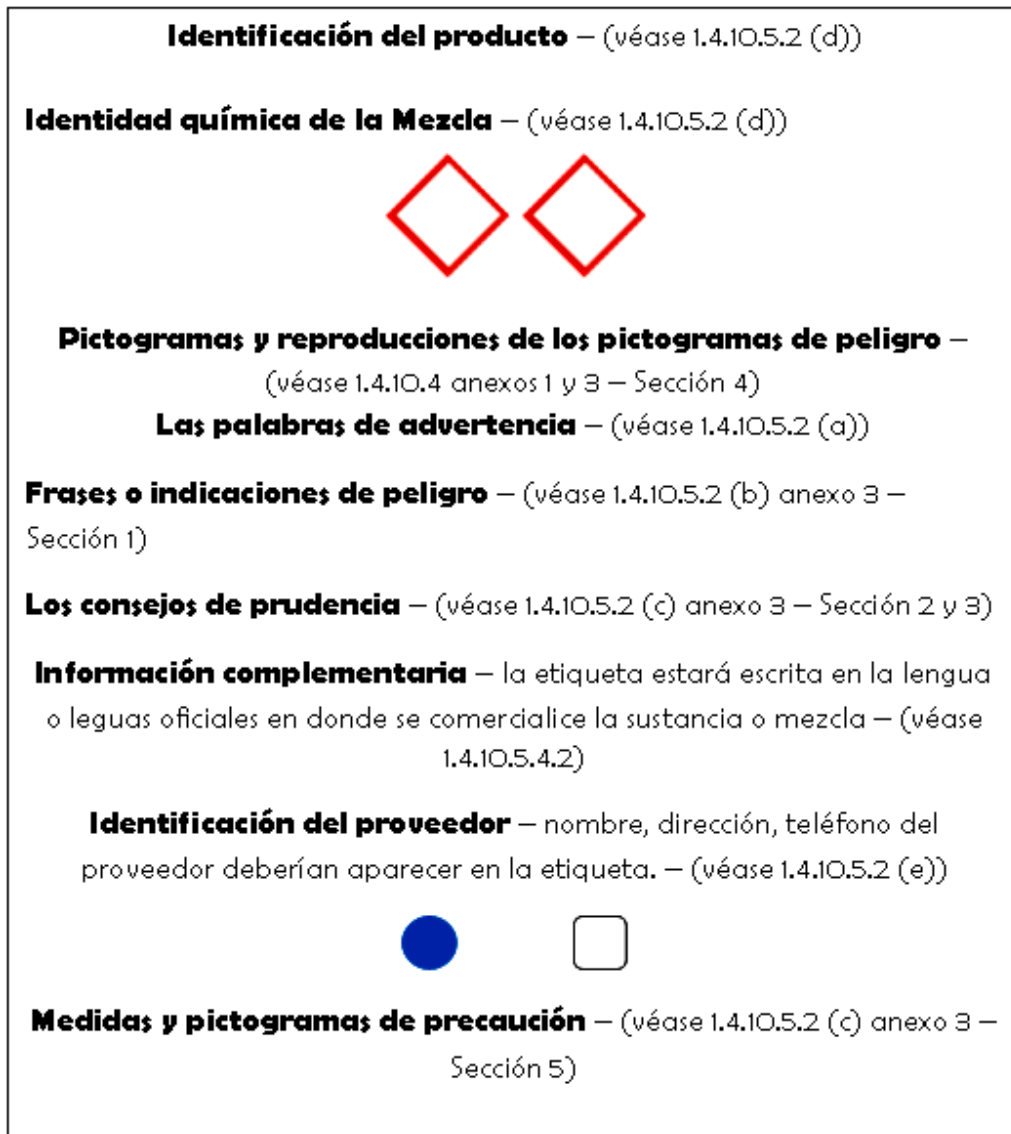 Identificación del producto – (véase 1.4.10.5.2 (d))
Identidad química de la Mezcla – (véase 1.4.10.5.2 (d))
Pictogramas y reproducciones de los pictogramas de peligro –
(véase 1.4.10.4 anexos 1 y 3 – Sección 4)
Las palabras de advertencia – (véase 1.4.10.5.2 (a))
Frases o indicaciones de peligro – (véase 1.4.10.5.2 (b) anexo 3 –
Sección 1)
Los consejos de prudencia – (véase 1.4.10.5.2 (c) anexo 3 – Sección 2 y 3)
Información complementaria – la etiqueta estará escrita en la lengua
o leguas oficiales en donde se comercialice la sustancia o mezcla – (véase
1.4.10.5.4.2)
Identificación del proveedor – nombre, dirección, teléfono del
proveedor deberían aparecer en la etiqueta. – (véase 1.4.10.5.2 (e))
Medidas y pictogramas de precaución – (véase 1.4.10.5.2 (c) anexo 3 –
Sección 5)